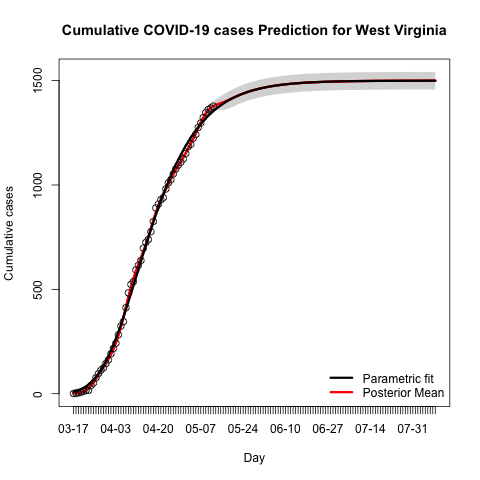 Cumulative COVID-19 cases Prediction for West Virginia
Cumulative cases
1500
1000
500
0
Parametric fit
Posterior Mean
03-17 04-03 04-20 05-07 05-24 06-10 06-27 07-14 07-31
Day